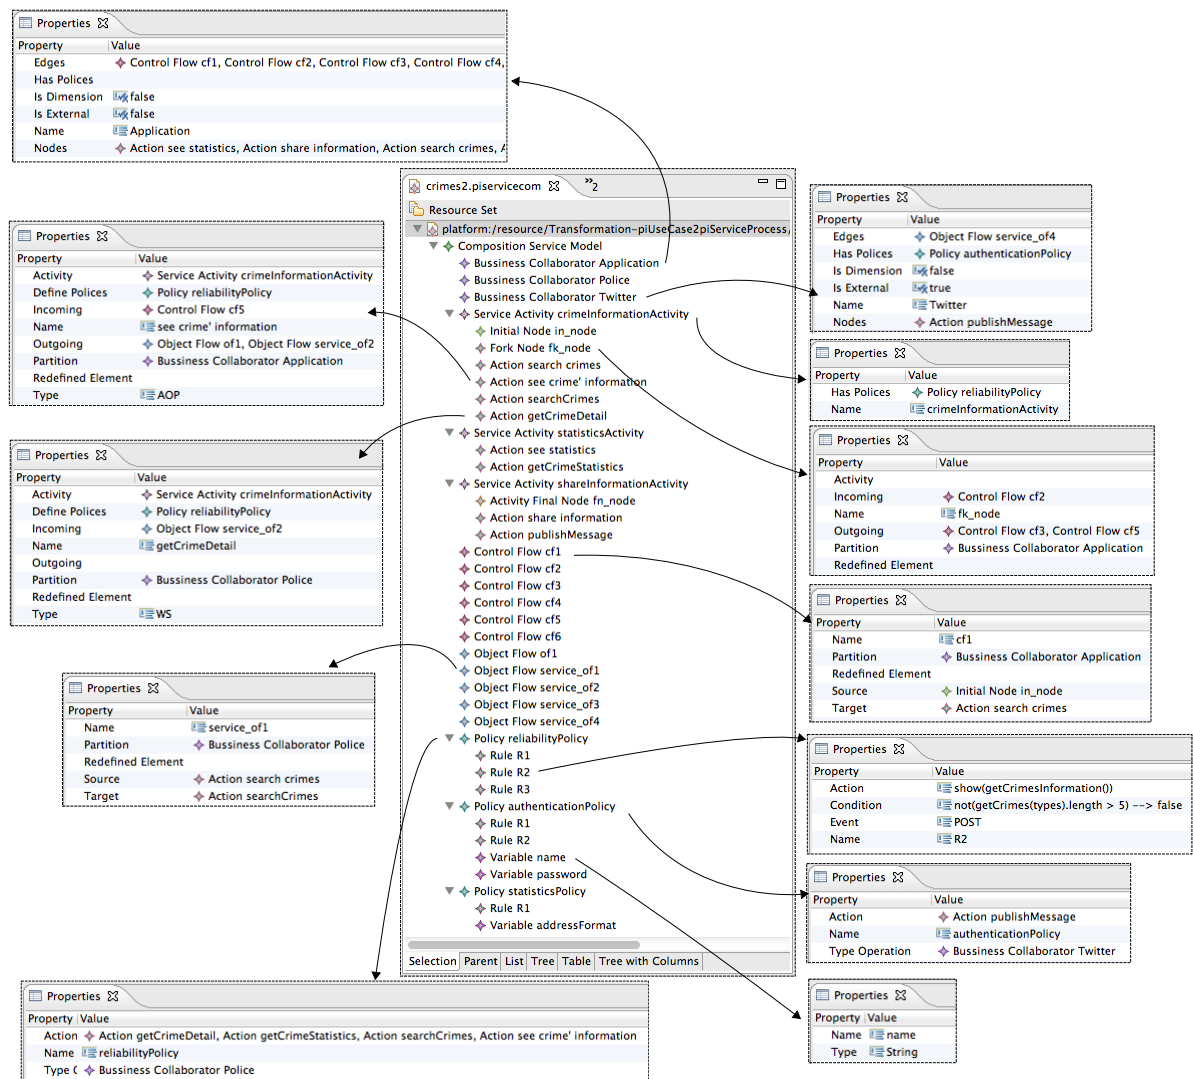 Properties
Property Value
Edges Control Flow cf1, Control Flow cf2, Control Flow cf3, Control Flow cf4,
Has Polices
Is Dimension false
Is External false
Name Application
Nodes Action see statistics, Action share information, Action search crimes,
Properties
Property Value
Activity Service Activity crimeInformationActivity
Define Polices Policy reliabilityPolicy
Incoming Control Flow cf5
Name see crime' information
Outgoing Object Flow of1, Object Flow service_of2
Partition Bussiness Collaborator Application
Redefined Element
Type AOP
Properties
Property Value
Activity Service Activity crimeInformationActivity
Define Polices Policy reliabilityPolicy
Incoming Object Flow service_of2
Name getCrimeDetail
Outgoing
Partition Bussiness Collaborator Police
Redefined Element
Type WS
Properties
Property Value
Name service_of1
Partition Bussiness Collaborator Police
Redefined Element
Source Action search crimes
Target Action searchCrimes
Properties
Property Value
Action Action getCrimeDetail, Action getCrimeStatistics, Action searchCrimes, Action see crime' information
Name reliabilityPolicy
Type Bussiness Collaborator Police
crimes2.piservicecom »2
Resource Set
platform:/resource/Transformation-piUseCase2piServiceProcess/
Composition Service Model
Bussiness Collaborator Application
Bussiness Collaborator Police
Bussiness Collaborator Twitter
Service Activity crimeInformationActivity
Initial Node in_node
Fork Node fk_node
Action search crimes
Action see crime' information
Action searchCrimes
Action getCrimeDetail
Service Activity statisticsActivity
Action see statistics
Action getCrimeStatistics
Service Activity shareInformationActivity
Activity Final Node fn_node
Action share information
Action publishMessage
Control Flow cf1
Control Flow cf2
Control Flow cf3
Control Flow cf4
Control Flow cf5
Control Flow cf6
Object Flow of1
Object Flow service_of1
Object Flow service_of2
Object Flow service_of3
Object Flow service_of4
Policy reliabilityPolicy
Rule R1
Rule R2
Rule R3
Policy authenticationPolicy
Rule R1
Rule R2
Variable name
Variable password
Policy statisticsPolicy
Rule R1
Variable addressFormat
Selection Parent List Tree Table Tree with Columns
Properties
Property Value
Edges Object Flow service_of4
Has Polices Policy authenticationPolicy
Is Dimension false
Is External true
Name Twitter
Nodes Action publishMessage
Properties
Property Value
Has Polices Policy reliabilityPolicy
Name crimeInformationActivity
Properties
Property Value
Activity
Incoming Control Flow cf2
Name fk_node
Outgoing Control Flow cf3, Control Flow cf5
Partition Bussiness Collaborator Application
Redefined Element
Properties
Property Value
Name cf1
Partition Bussiness Collaborator Application
Redefined Element
Source Initial Node in_node
Target Action search crimes
Properties
Property Value
Action show(getCrimesInformation())
Condition not(getCrimes(types).length > 5) --> false
Event POST
Name R2
Properties
Property Value
Action Action publishMessage
Name authenticationPolicy
Type Operation Bussiness Collaborator Twitter
Properties
Property Value
Name name
Type String